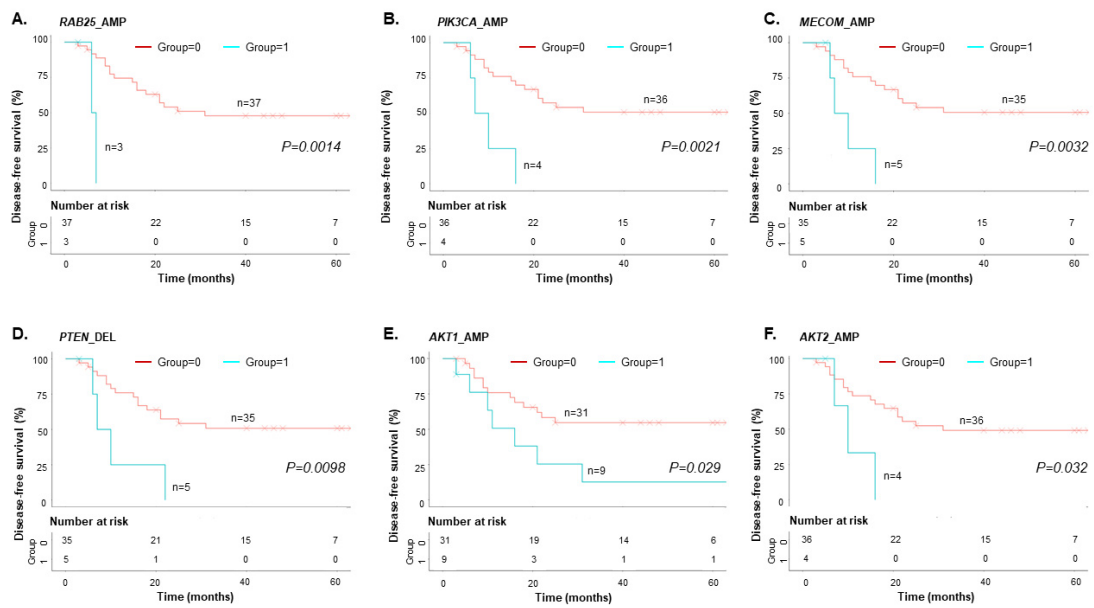 A. RAB25_AMP
Group=0 Group=1
Disease-free survival (%)
100
75
50
25
0
n=37
n=3
P=0.0014
Number at risk
Group
0 37 22 15 7
1 3 0 0 0
0 20 40 60
Time (months)
B. PIK3CA_AMP
Group=0 Group=1
Disease-free survival (%)
100
75
50
25
0
n=36
n=4
P=0.0021
Number at risk
Group
0 36 22 15 7
1 4 0 0 0
0 20 40 60
Time (months)
C. MECOM_AMP
Group=0 Group=1
Disease-free survival (%)
100
75
50
25
0
n=35
n=5
P=0.0032
Number at risk
Group
0 35 22 15 7
1 5 0 0 0
0 20 40 60
Time (months)
D. PTEN_DEL
Group=0 Group=1
Disease-free survival (%)
100
75
50
25
0
n=35
n=5
P=0.0098
Number at risk
Group
0 35 21 15 7
1 5 1 0 0
0 20 40 60
Time (months)
E. AKT1_AMP
Group=0 Group=1
Disease-free survival (%)
100
75
50
25
0
n=31
n=9
P=0.029
Number at risk
Group
0 31 19 14 6
1 9 3 1 1
0 20 40 60
Time (months)
F. AKT2_AMP
Group=0 Group=1
Disease-free survival (%)
100
75
50
25
0
n=36
n=4
P=0.032
Number at risk
Group
0 36 22 15 7
1 4 0 0 0
0 20 40 60
Time (months)